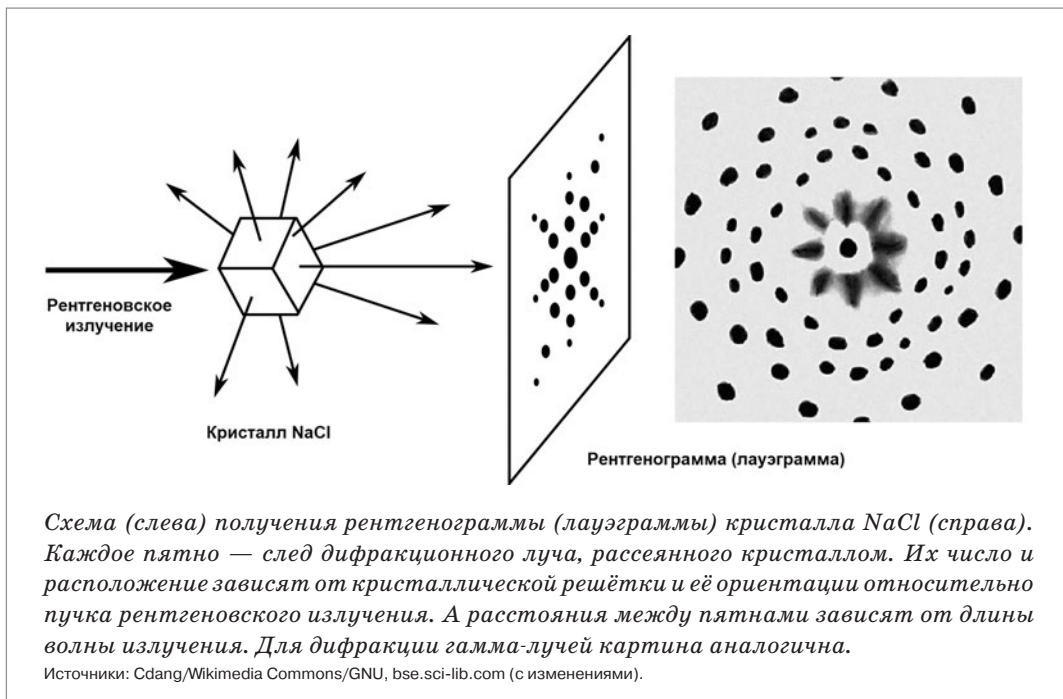 Рентгеновское
излучение
Кристалл NaCl
Рентгенограмма (лауэграмма)
Схема (слева) получения рентгенограммы (лауэграммы) кристалла NaCl (справа).
Каждое пятно — след дифракционного луча, рассеянного кристаллом. Их число и
расположение зависят от кристаллической решётки и её ориентации относительно
пучка рентгеновского излучения. А расстояния между пятнами зависят от длины
волны излучения. Для дифракции гамма-лучей картина аналогична.
Источники: Cdang/Wikimedia Commons/GNU, bse.sci-lib.com (с изменениями).